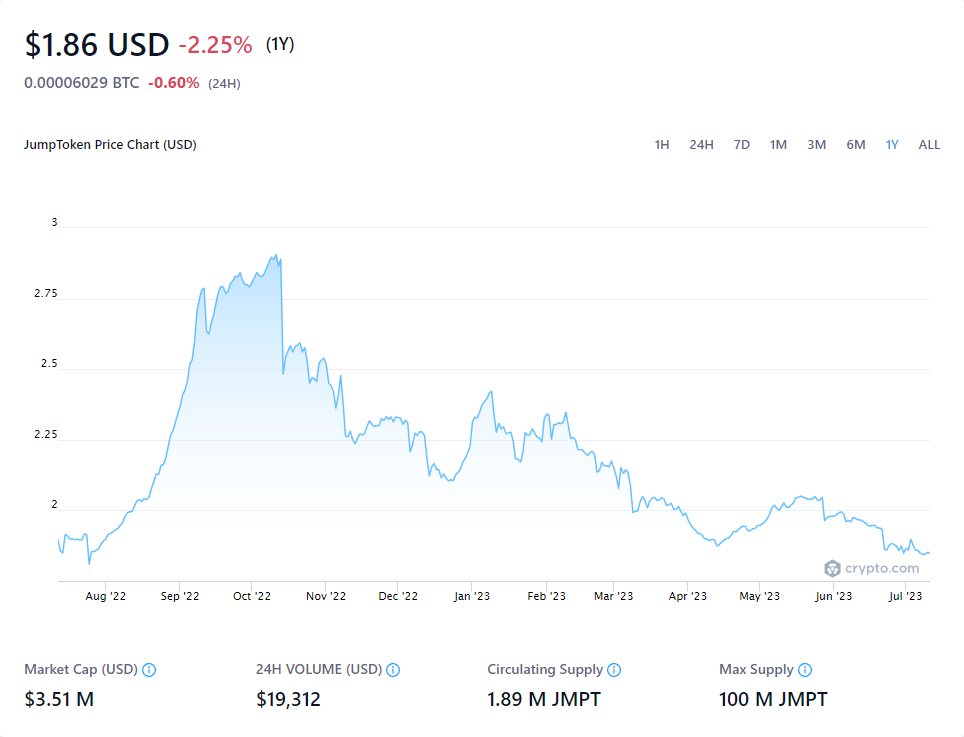 $1.86 USD -2.25% (1Y)
0.00006029 BTC -0.60% (24H)
JumpToken Price Chart (USD) 1H 24H 7D 1M 3M 6M 1Y ALL
3
2.75
2.5
2.25
2
crypto.com
Aug '22 Sep '22 Oct '22 Nov '22 Dec '22 Jan '23 Feb '23 Mar '23 Apr '23 May '23 Jun '23 Jul '23
Market Cap (USD) 24H VOLUME (USD) Circulating Supply Max Supply
$3.51 M $19,312 1.89 M JMPT 100 M JMPT